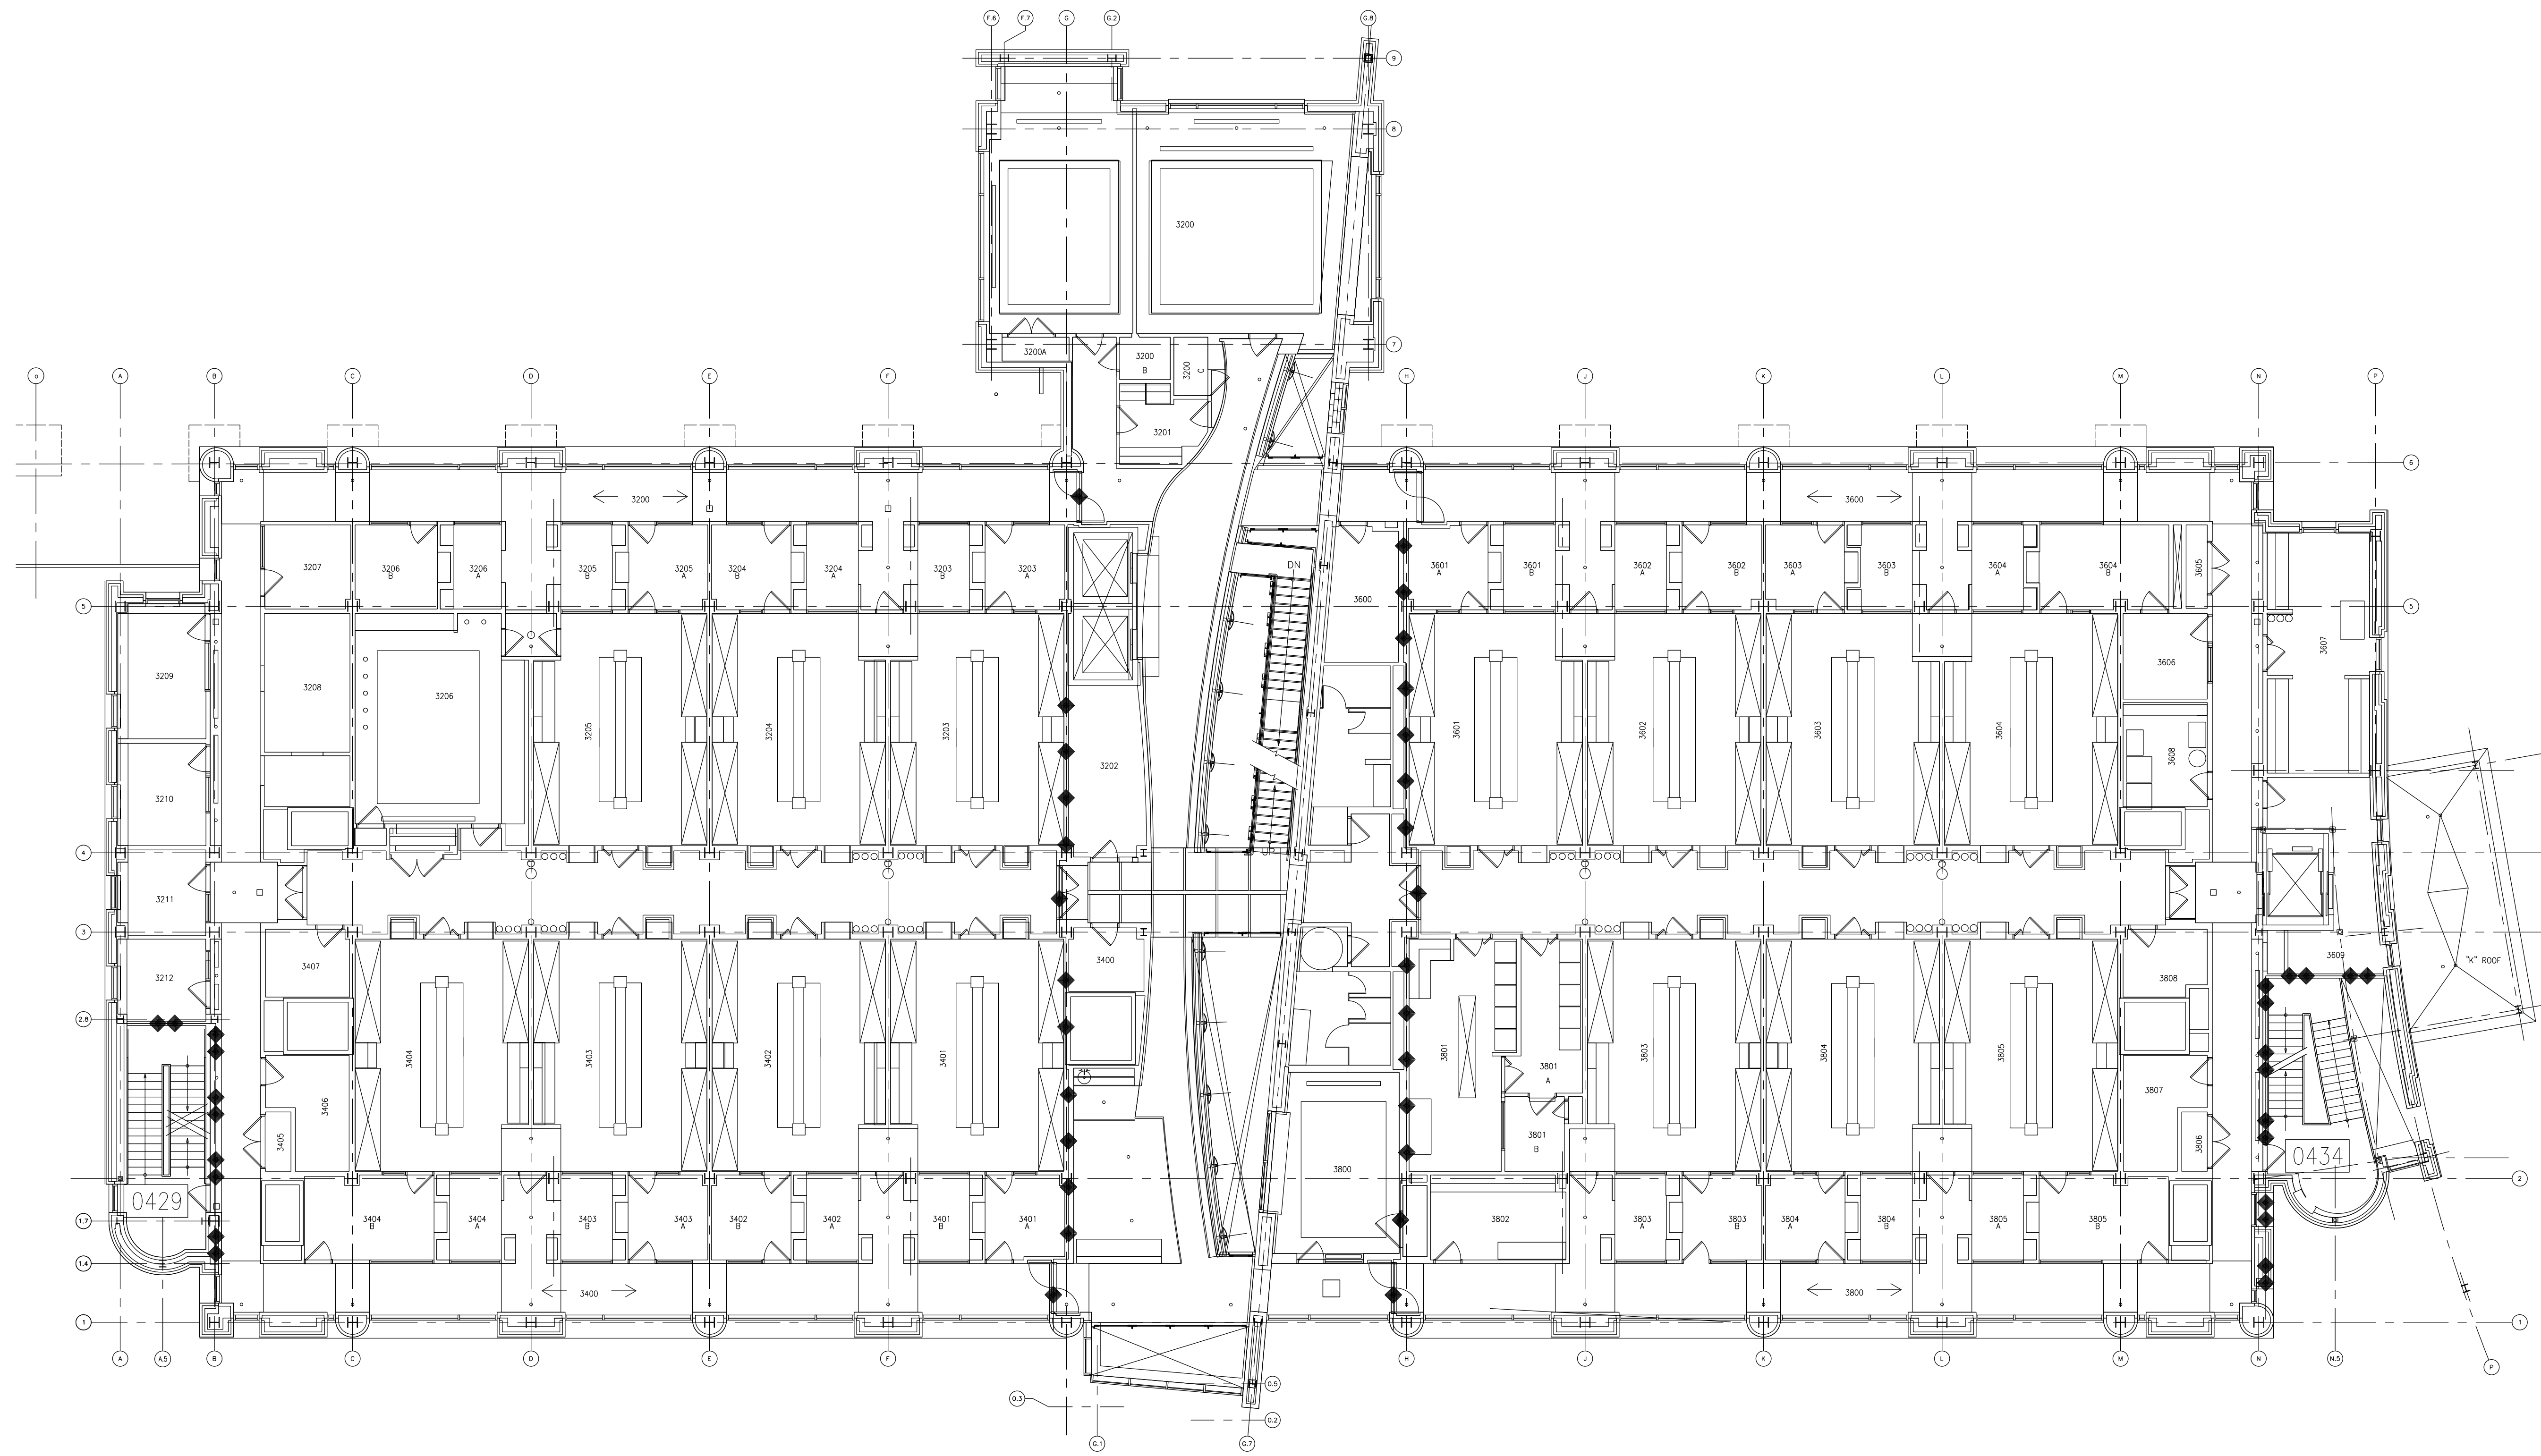 F.6 F.7 G G.2 G.8
9
8
3200
7
3200A 3200 B 3200 C
3201
a A B C D E F H J K L M N P
6
3200 3600
3207 3206 B 3206 A 3205 B 3205 A 3204 B 3204 A 3203 B 3203 A
DN
3601 A 3601 B 3602 A 3602 B 3603 A 3603 B 3604 A 3604 B 3605
5 3600 5
3209 3208 3206 3205 3204 3203 3202
3601 3602 3603 3604 3606 3607
3608
3210
UP
4
3211
3
3212 3407 3400 3808 3609 "K" ROOF
2.8
3404 3403 3402 3401
3801 3801 A 3803 3804 3805
3406 3405 3807 3806
3801 B
3800
0434
2
0429
1.7
3404 B 3404 A 3403 B 3403 A 3402 B 3402 A 3401 B 3401 A
3802 3803 A 3803 B 3804 A 3804 B 3805 A 3805 B
1.4
3400 3800
1 1
A A.5 B C D E F H J K L M N N.5 P
0.5
0.3
0.2
G.1 G.7